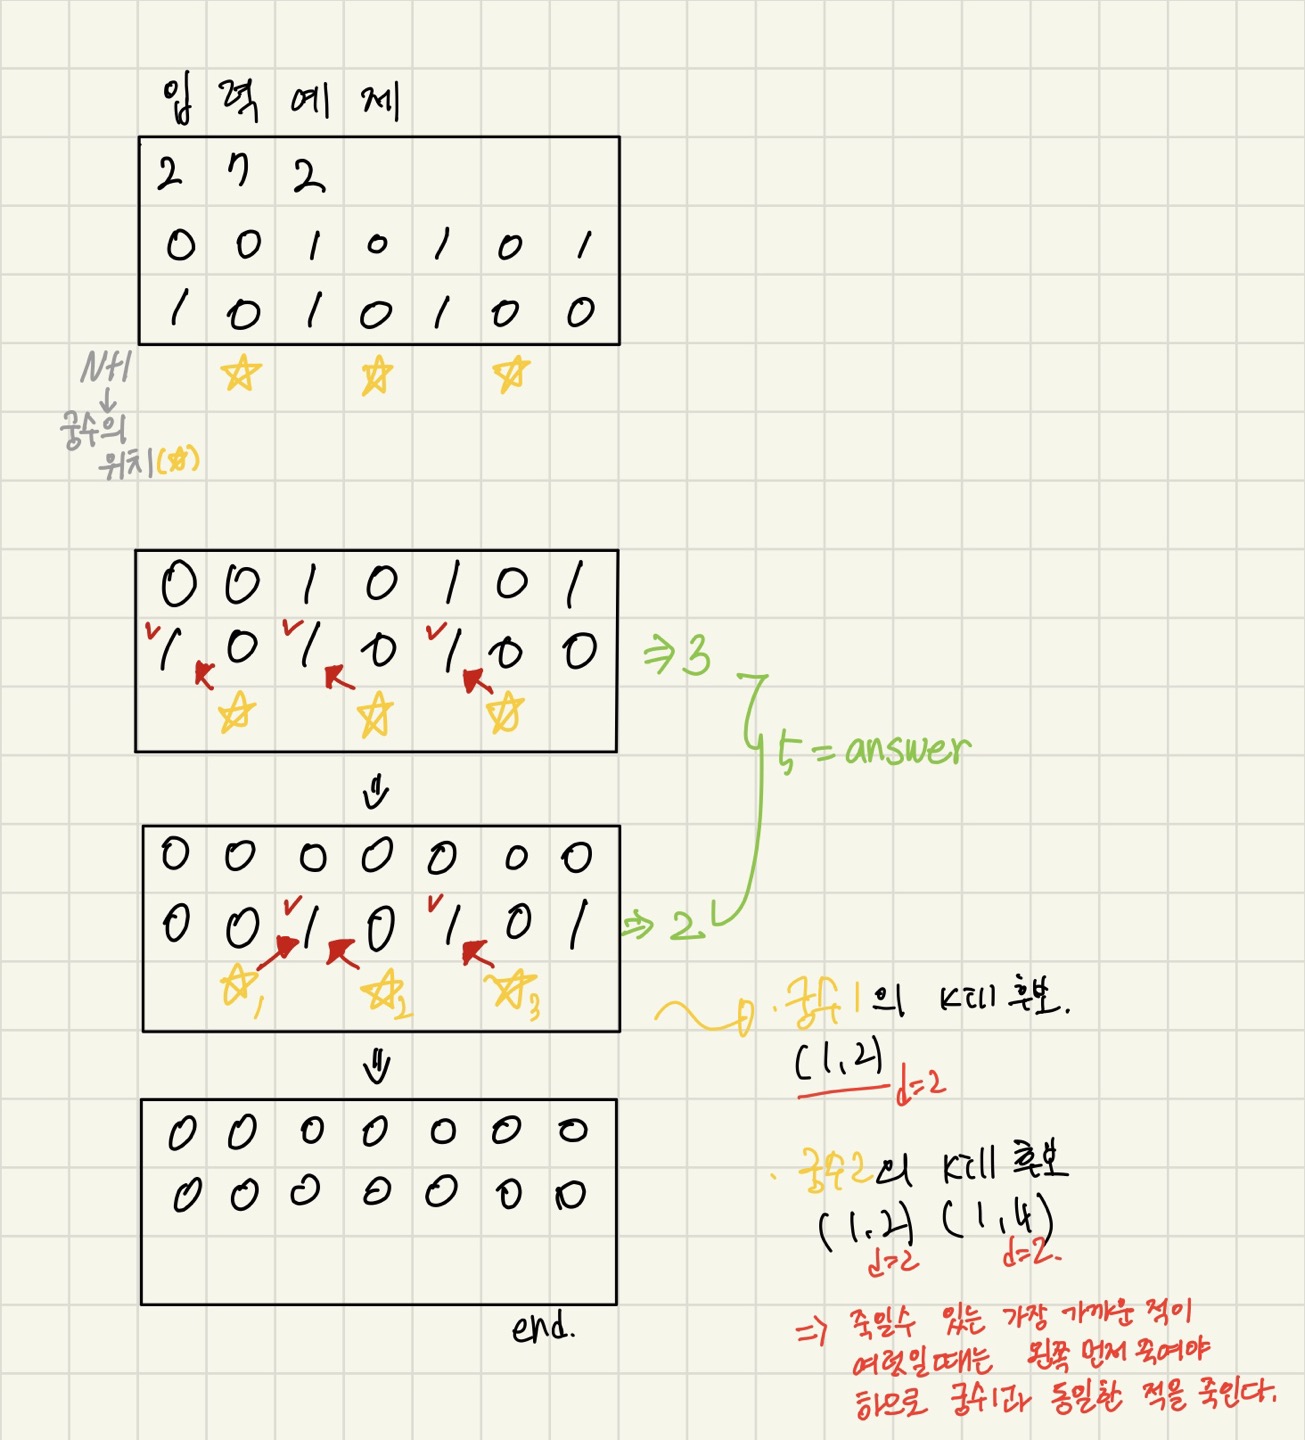 입력예제
2 7 2
0 0 1 0 1 0 1
1 0 1 0 1 0 0
N+1
↓
궁수의
위치(☆)
0 0 1 0 1 0 1
1 0 1 0 1 0 0 ⇒ 3
5 = answer
⇓
0 0 0 0 0 0 0
0 0 1 0 1 0 1 ⇒ 2
☆1 ☆2 ☆3
· 궁수1의 kill 후보.
(1,2) d=2
⇓
0 0 0 0 0 0 0
0 0 0 0 0 0 0
end.
· 궁수2의 kill 후보
(1,2) (1,4)
d=2 d=2.
⇒ 죽일수 있는 가장 가까운 적이
여럿일때는 왼쪽 먼저 죽여야
하므로 궁수1과 동일한 적을 죽인다.